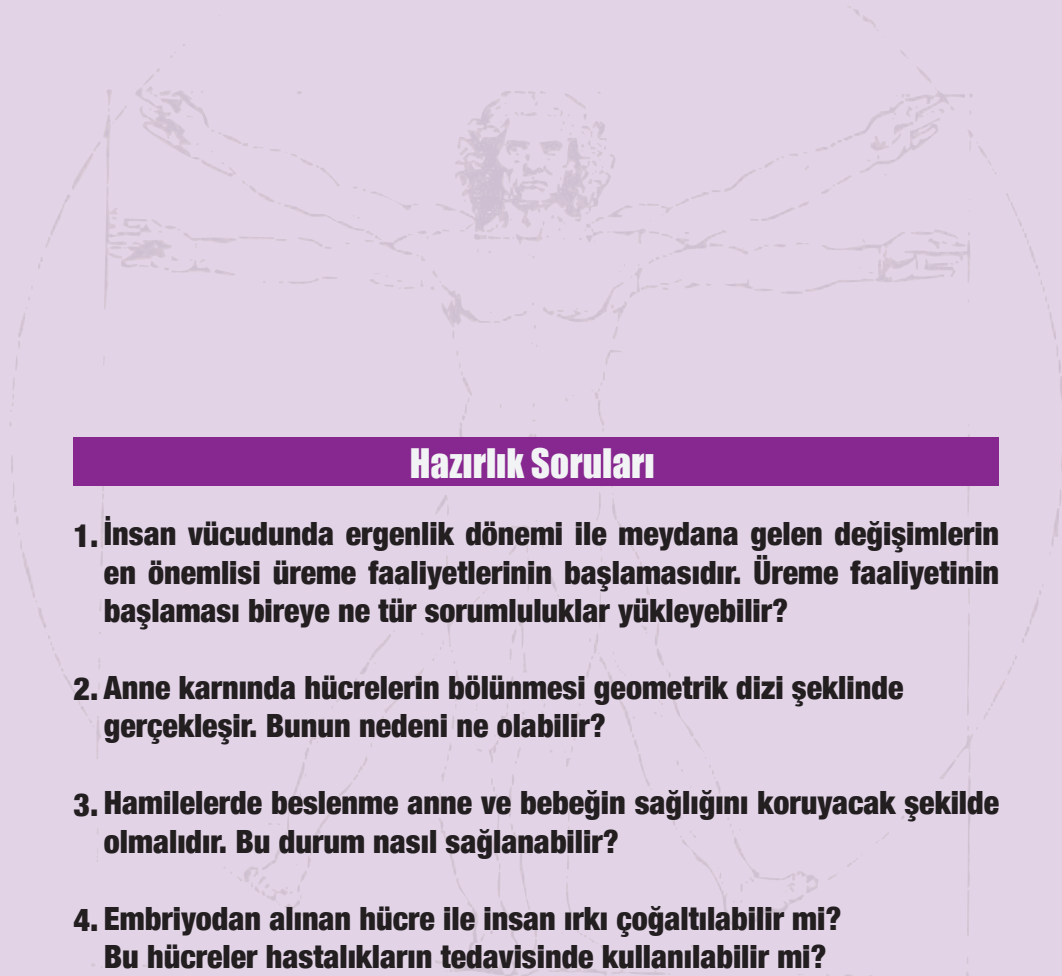 Hazırlık Soruları
1. İnsan vücudunda ergenlik dönemi ile meydana gelen değişimlerin
en önemlisi üreme faaliyetlerinin başlamasıdır. Üreme faaliyetinin
başlaması bireye ne tür sorumluluklar yükleyebilir?
2. Anne karnında hücrelerin bölünmesi geometrik dizi şeklinde
gerçekleşir. Bunun nedeni ne olabilir?
3. Hamilelerde beslenme anne ve bebeğin sağlığını koruyacak şekilde
olmalıdır. Bu durum nasıl sağlanabilir?
4. Embriyodan alınan hücre ile insan ırkı çoğaltılabilir mi?
Bu hücreler hastalıkların tedavisinde kullanılabilir mi?